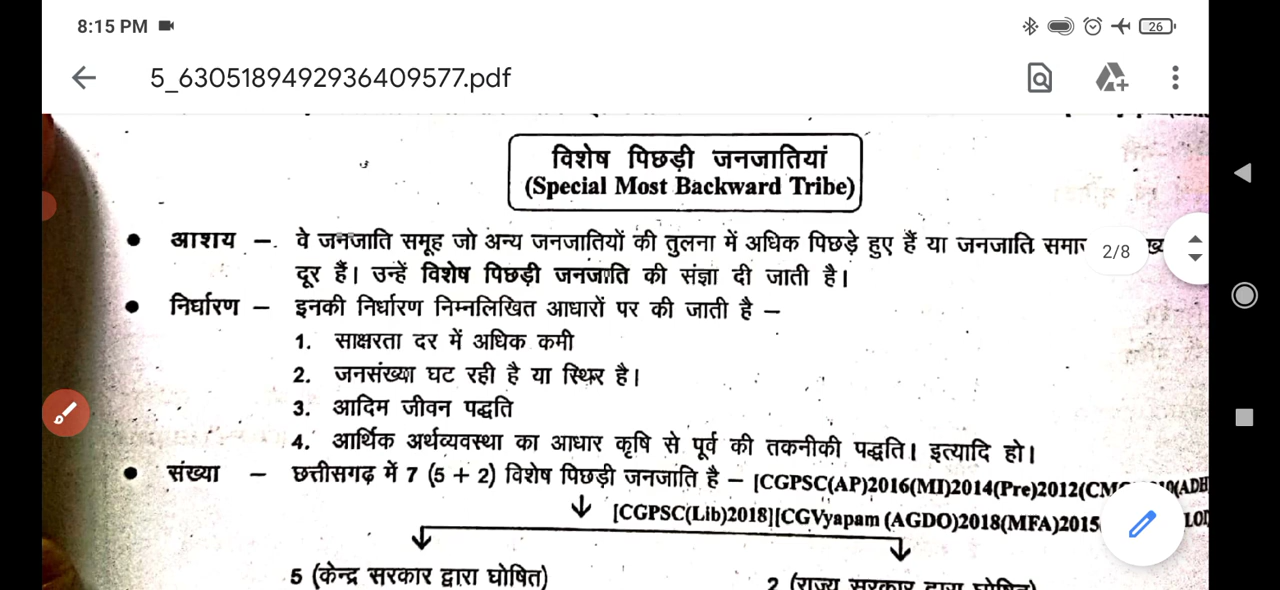 8:15 PM
26
5_6305189492936409577.pdf
विशेष पिछड़ी जनजातियां
(Special Most Backward Tribe)
• आशय – वे जनजाति समूह जो अन्य जनजातियों की तुलना में अधिक पिछड़े हुए हैं या जनजाति
2/8
दूर हैं। उन्हें विशेष पिछड़ी जनजाति की संज्ञा दी जाती है।
• निर्धारण – इनकी निर्धारण निम्नलिखित आधारों पर की जाती है –
1. साक्षरता दर में अधिक कमी
2. जनसंख्या घट रही है या स्थिर है।
3. आदिम जीवन पद्धति
4. आर्थिक अर्थव्यवस्था का आधार कृषि से पूर्व की तकनीकी पद्धति। इत्यादि हो।
• संख्या – छत्तीसगढ़ में 7 (5 + 2) विशेष पिछड़ी जनजाति है – [CGPSC(AP)2016(MI)2014(Pre)2012
[CGPSC(Lib)2018][CGVyapam (AGDO)2018(MFA)2015
5 (केन्द्र सरकार द्वारा घोषित)
2 (राज्य सरकार द्वारा घोषित)